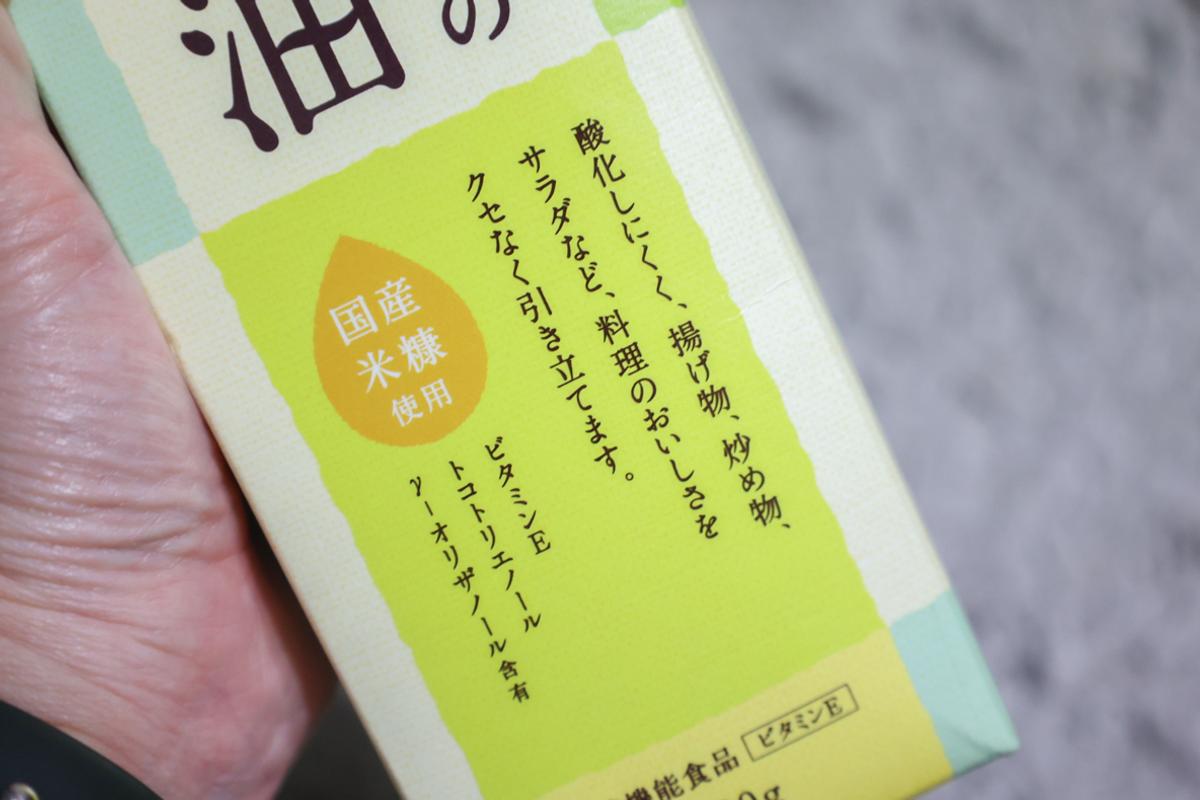 の
油
酸化しにくく、揚げ物、炒め物、
サラダなど、料理のおいしさを
クセなく引き立てます。
国産
米糠
使用
ビタミンE
トコトリエノール
γ-オリザノール含有
機能食品 ビタミンE
0g